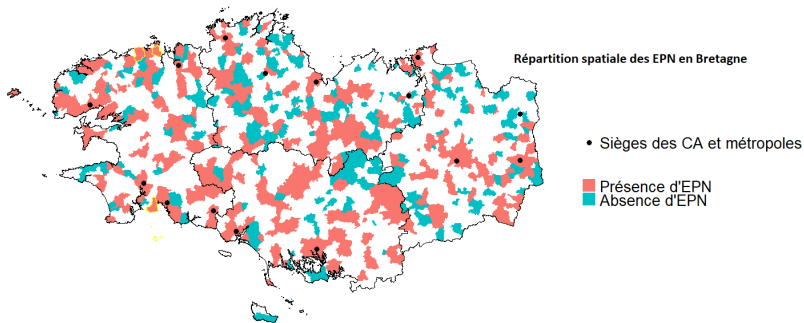 Répartition spatiale des EPN en Bretagne
Sièges des CA et métropoles
Présence d'EPN
Absence d'EPN